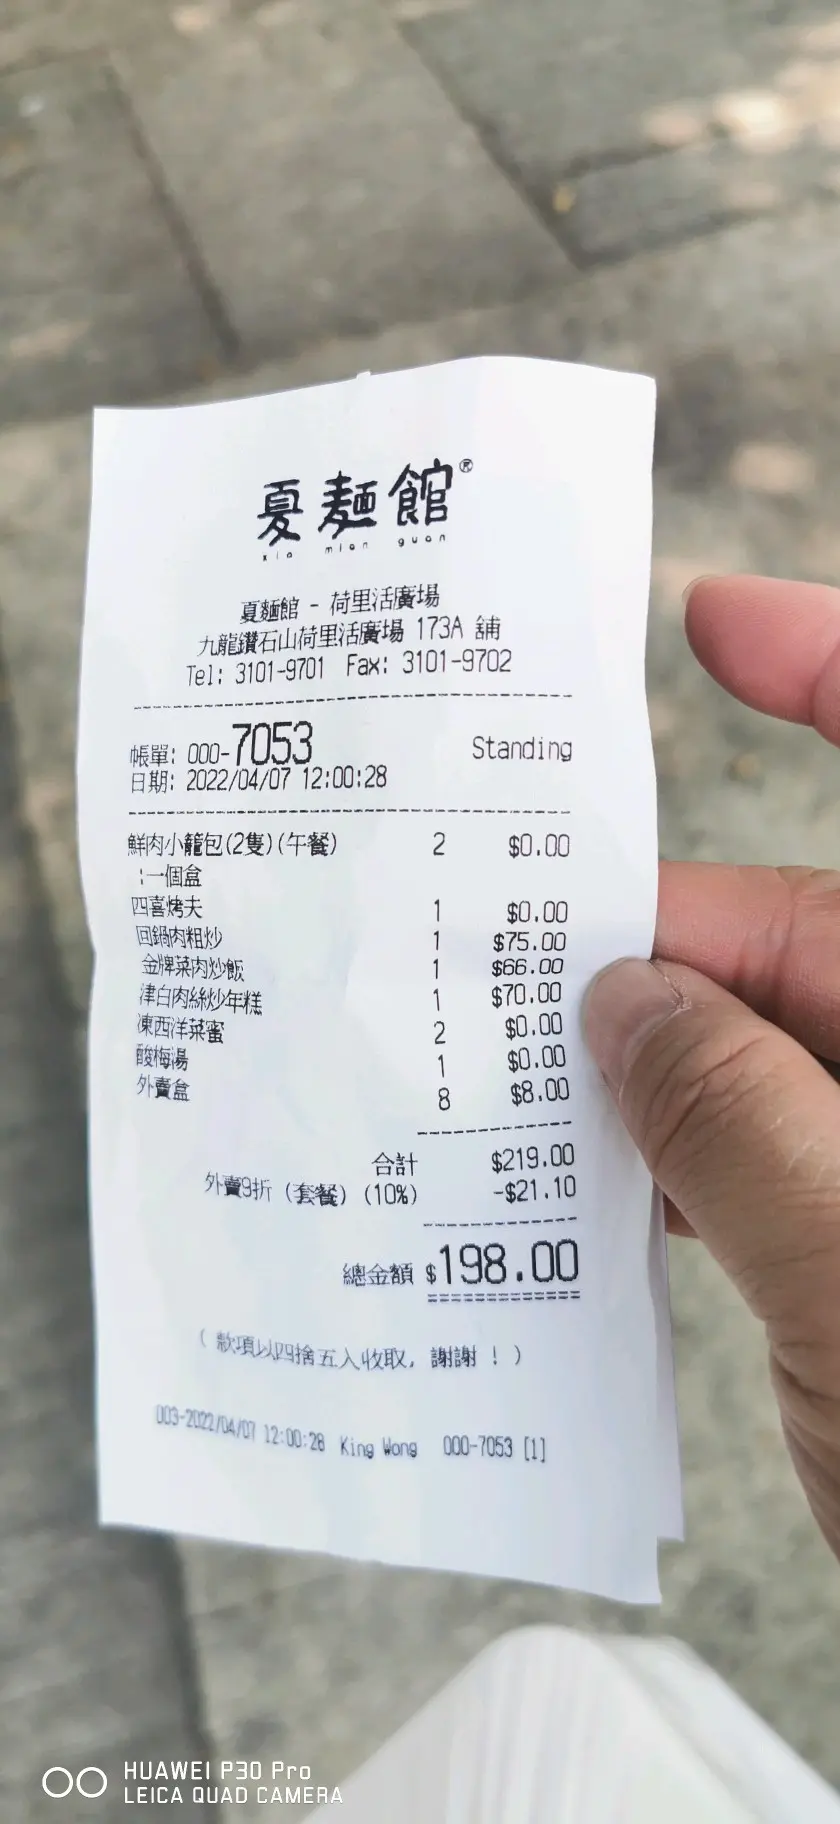 夏麵館®
xia mian guan
夏麵館 - 荷里活廣場
九龍鑽石山荷里活廣場 173A 舖
Tel: 3101-9701 Fax: 3101-9702
帳單: 000-7053 Standing
日期: 2022/04/07 12:00:28
鮮肉小籠包(2隻)(午餐) 2 $0.00
:一個盒
四喜烤夫 1 $0.00
回鍋肉粗炒 1 $75.00
金牌菜肉炒飯 1 $66.00
津白肉絲炒年糕 1 $70.00
凍西洋菜蜜 2 $0.00
酸梅湯 1 $0.00
外賣盒 8 $8.00
合計 $219.00
外賣9折 (套餐) (10%) -$21.10
總金額 $198.00
( 款項以四捨五入收取, 謝謝 ! )
003-2022/04/07 12:00:28 King Wong 000-7053 [1]
HUAWEI P30 Pro
LEICA QUAD CAMERA